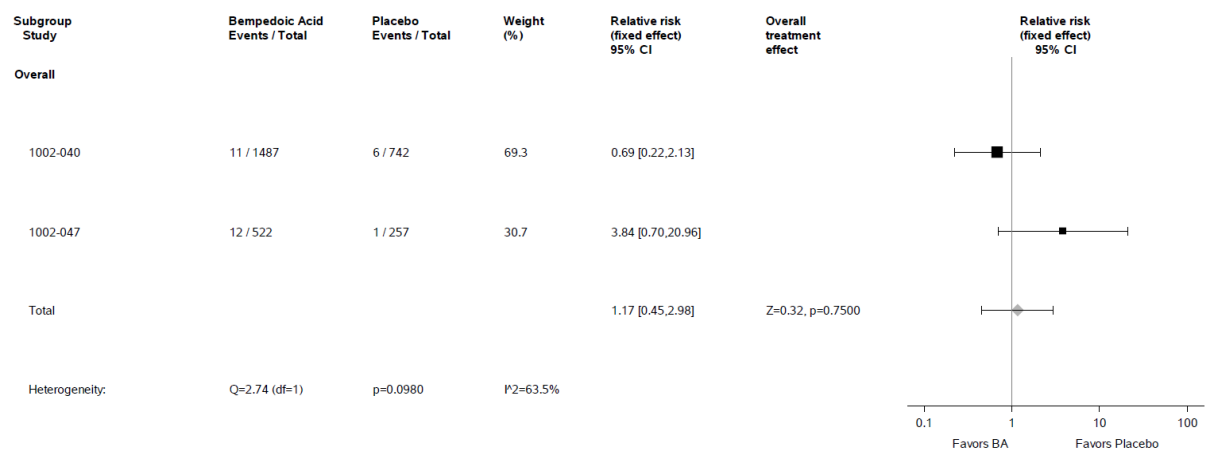 Subgroup Bempedoic Acid Placebo Weight Relative risk Overall Relative risk
Study Events / Total Events / Total (%) (fixed effect) treatment (fixed effect)
95% CI effect 95% CI
Overall
1002-040 11 / 1487 6 / 742 69.3 0.69 [0.22,2.13]
1002-047 12 / 522 1 / 257 30.7 3.84 [0.70,20.96]
Total 1.17 [0.45,2.98] Z=0.32, p=0.7500
Heterogeneity: Q=2.74 (df=1) p=0.0980 I^2=63.5%
0.1 1 10 100
Favors BA Favors Placebo